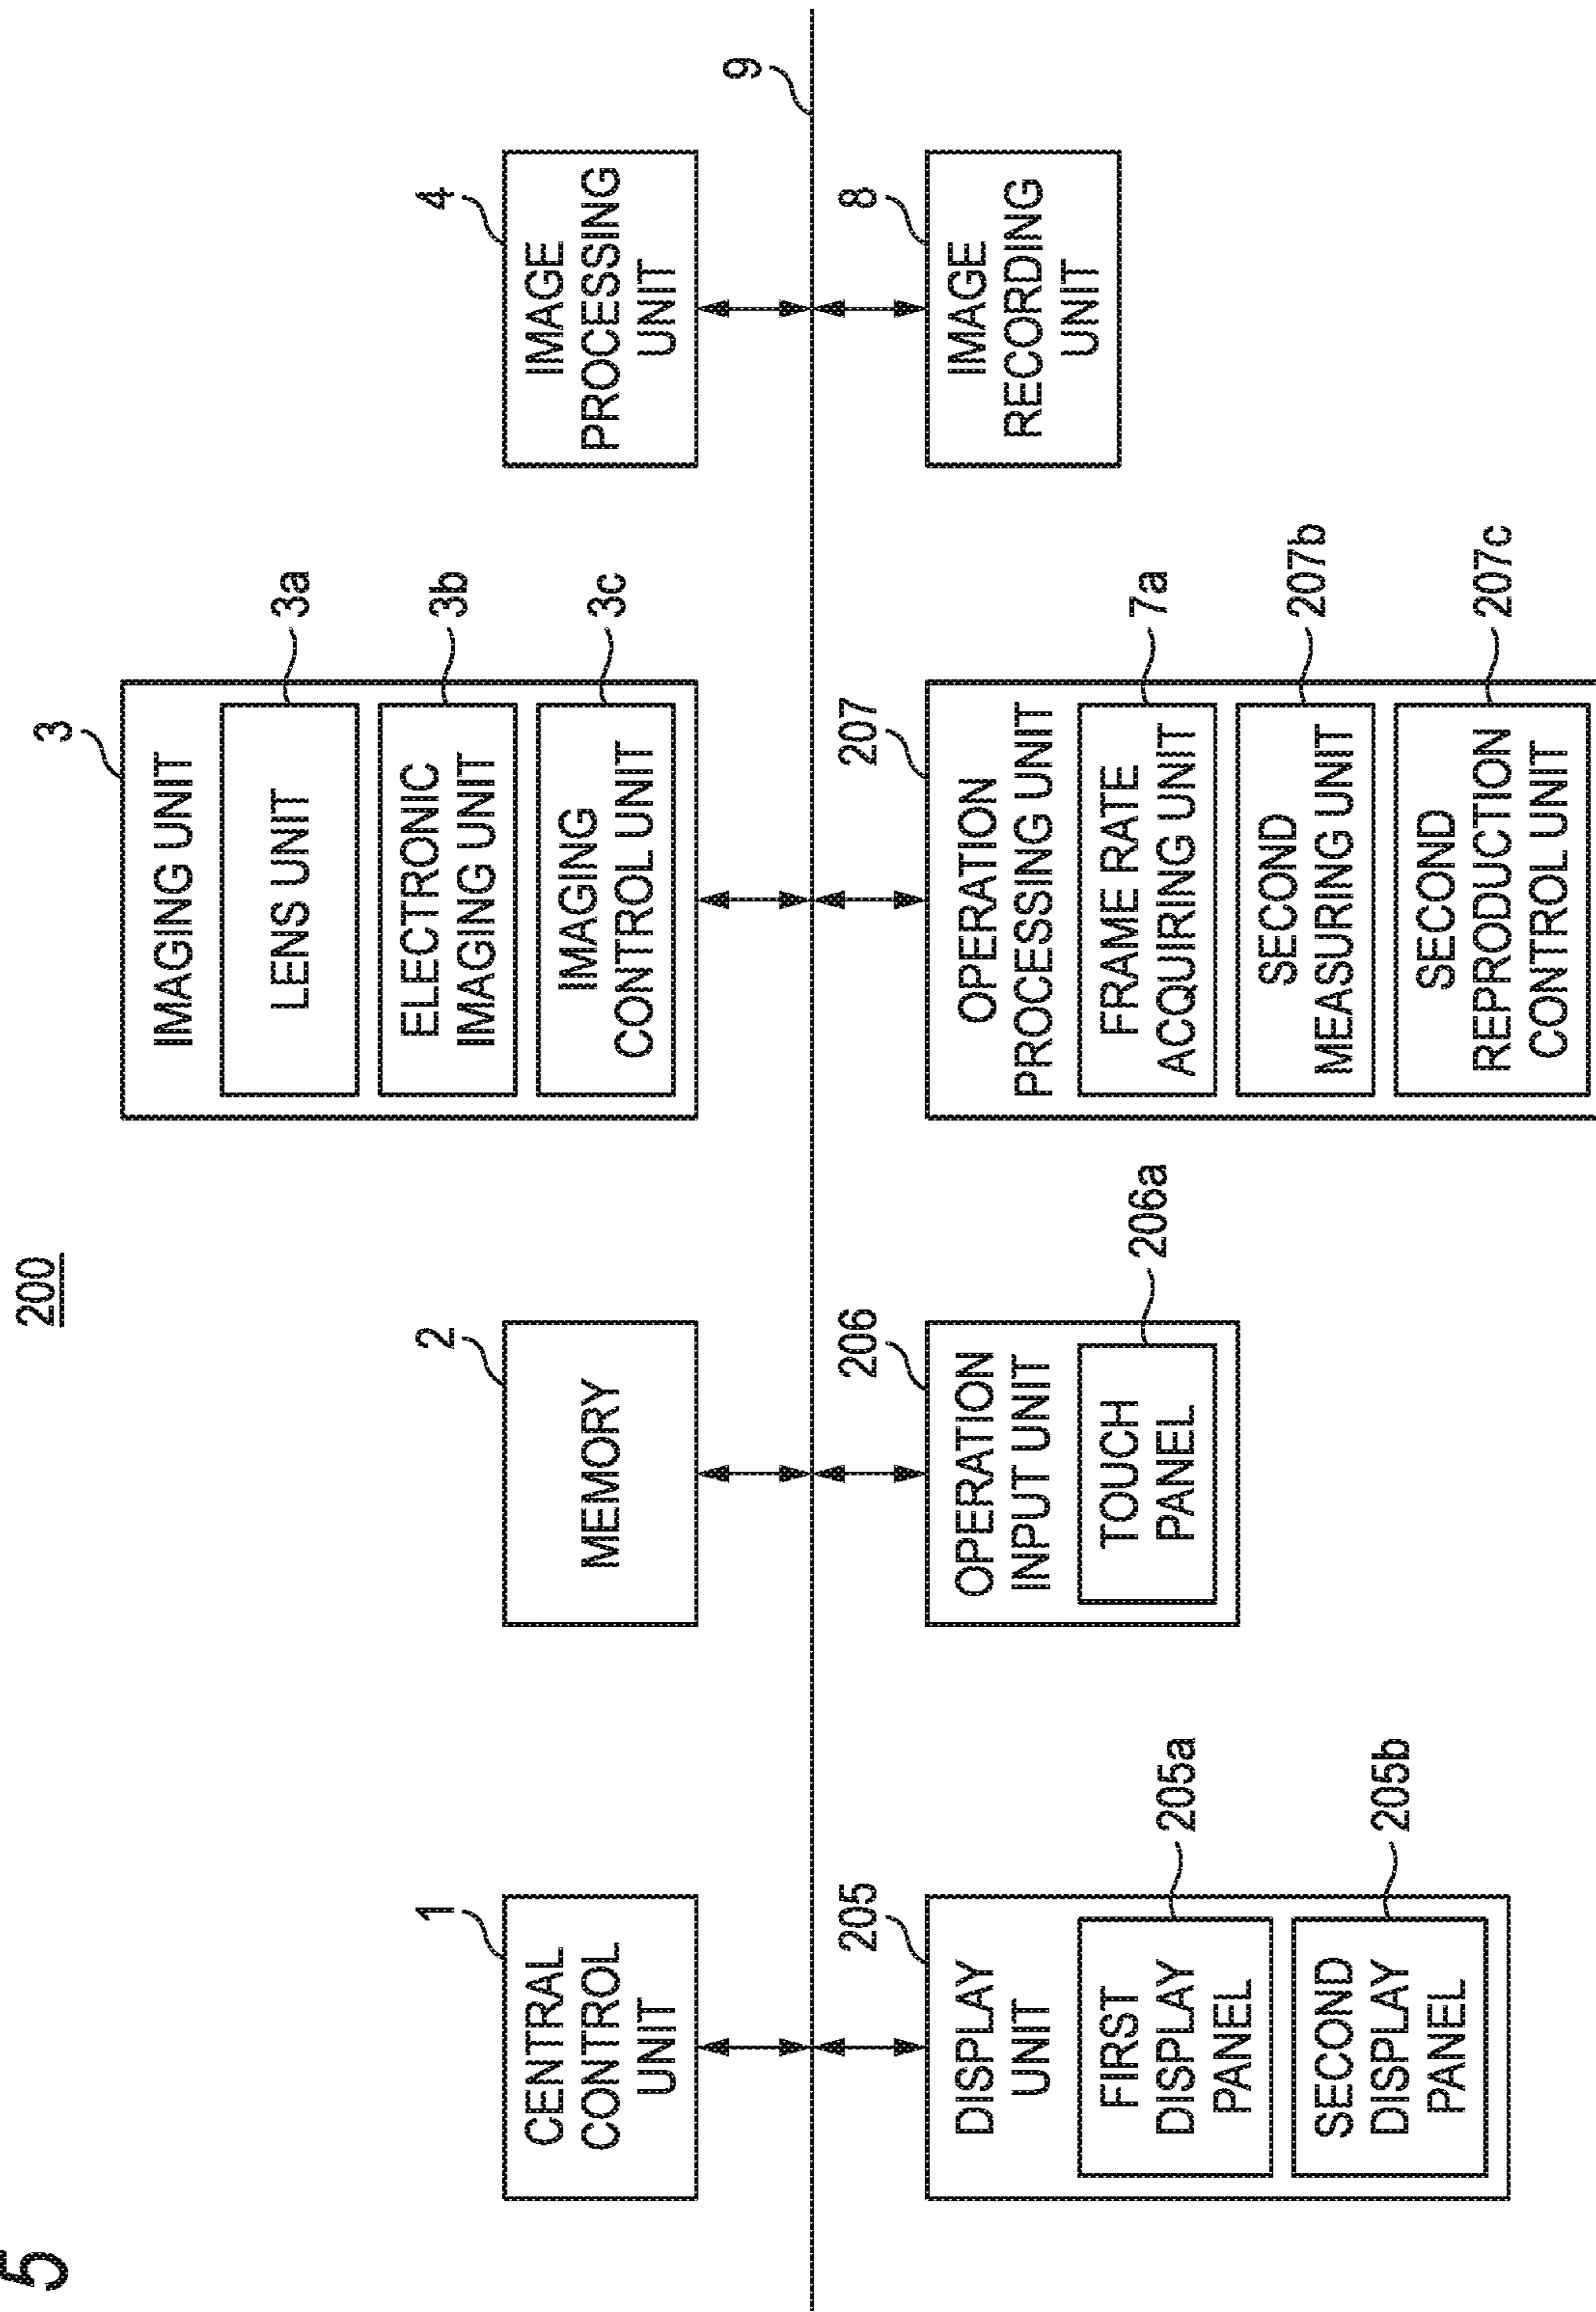 5
200
1
CENTRAL
CONTROL
UNIT
2
MEMORY
3
IMAGING UNIT
LENS UNIT
3a
ELECTRONIC
IMAGING UNIT
3b
IMAGING
CONTROL UNIT
3c
4
IMAGE
PROCESSING
UNIT
9
205
DISPLAY
UNIT
FIRST
DISPLAY
PANEL
205a
SECOND
DISPLAY
PANEL
205b
206
OPERATION
INPUT UNIT
TOUCH
PANEL
206a
207
OPERATION
PROCESSING UNIT
FRAME RATE
ACQUIRING UNIT
7a
SECOND
MEASURING UNIT
207b
SECOND
REPRODUCTION
CONTROL UNIT
207c
8
IMAGE
RECORDING
UNIT